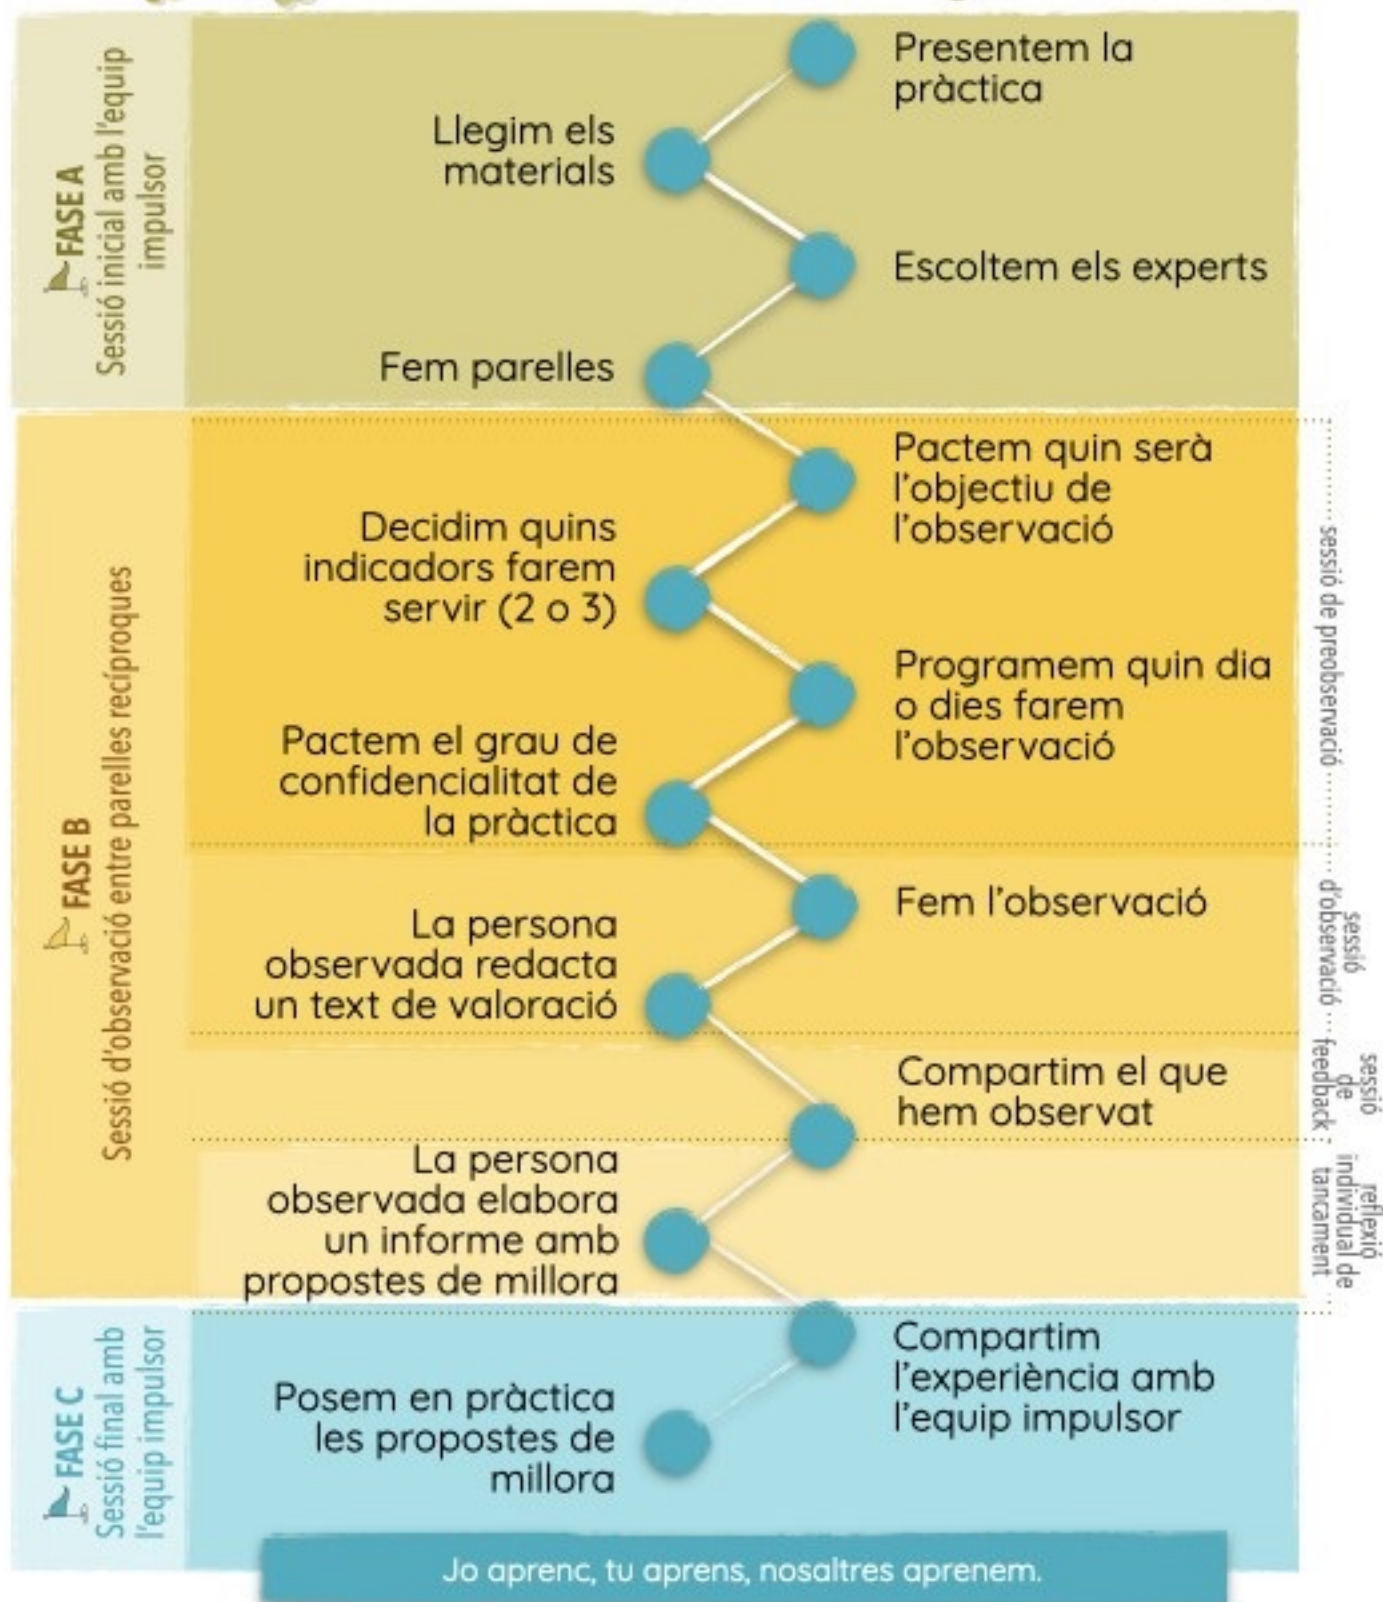 FASE A
Sessió inicial amb l'equip
impulsor
Presentem la
pràctica
Llegim els
materials
Escoltem els experts
Fem parelles
FASE B
Sessió d'observació entre parelles recíproques
Pactem quin serà
l'objectiu de
l'observació
Decidim quins
indicadors farem
servir (2 o 3)
Programem quin dia
o dies farem
l'observació
Pactem el grau de
confidencialitat de
la pràctica
sessió de preobservació
Fem l'observació
La persona
observada redacta
un text de valoració
sessió
d'observació
Compartim el que
hem observat
sessió
de
feedback
La persona
observada elabora
un informe amb
propostes de millora
reflexió
individual de
tancament
FASE C
Sessió final amb
l'equip impulsor
Compartim
l'experiència amb
l'equip impulsor
Posem en pràctica
les propostes de
millora
Jo aprenc, tu aprens, nosaltres aprenem.